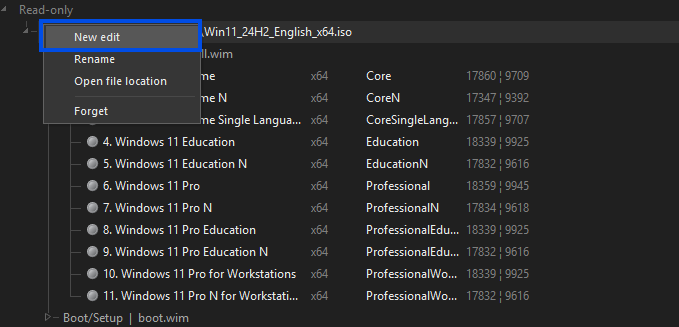 Read-only
\Win11_24H2_English_x64.iso
New edit
ll.wim
Rename
me x64 Core 17860 ¦ 9709
Open file location
me N x64 CoreN 17347 ¦ 9392
Forget
me Single Langua... x64 CoreSingleLang... 17857 ¦ 9707
4. Windows 11 Education x64 Education 18339 ¦ 9925
5. Windows 11 Education N x64 EducationN 17832 ¦ 9616
6. Windows 11 Pro x64 Professional 18359 ¦ 9945
7. Windows 11 Pro N x64 ProfessionalN 17834 ¦ 9618
8. Windows 11 Pro Education x64 ProfessionalEdu... 18339 ¦ 9925
9. Windows 11 Pro Education N x64 ProfessionalEdu... 17832 ¦ 9616
10. Windows 11 Pro for Workstations x64 ProfessionalWo... 18339 ¦ 9925
11. Windows 11 Pro N for Workstati... x64 ProfessionalWo... 17832 ¦ 9616
Boot/Setup | boot.wim